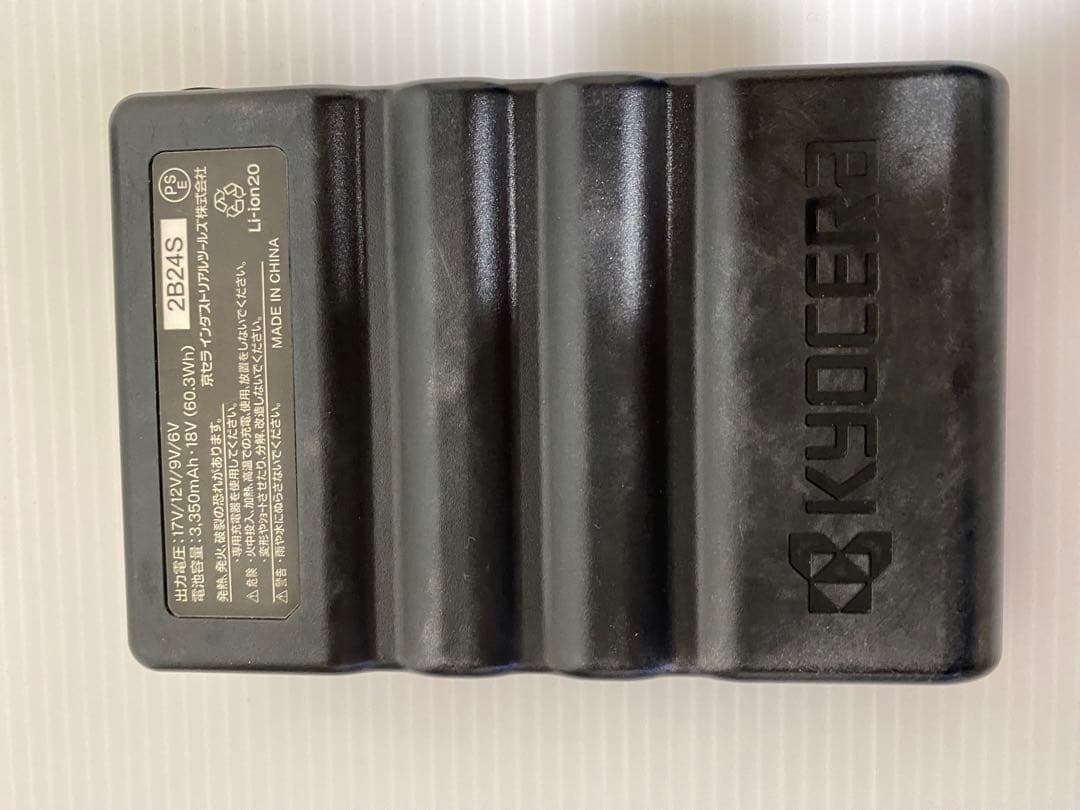 出力電圧：17V/12V/9V/6V
電池容量：3,350mAh・18V (60.3Wh)
2B24S
PS
E
京セラインダストリアルツールズ株式会社
発熱、発火、破裂の恐れがあります。
・専用充電器を使用してください。
⚠危険・火中投入、加熱、高温での充電、使用、放置をしないでください。
・変形やショートさせたり、分解、改造しないでください。
⚠警告・雨や水にぬらさないでください。
MADE IN CHINA
Li-ion20
KYOCERA